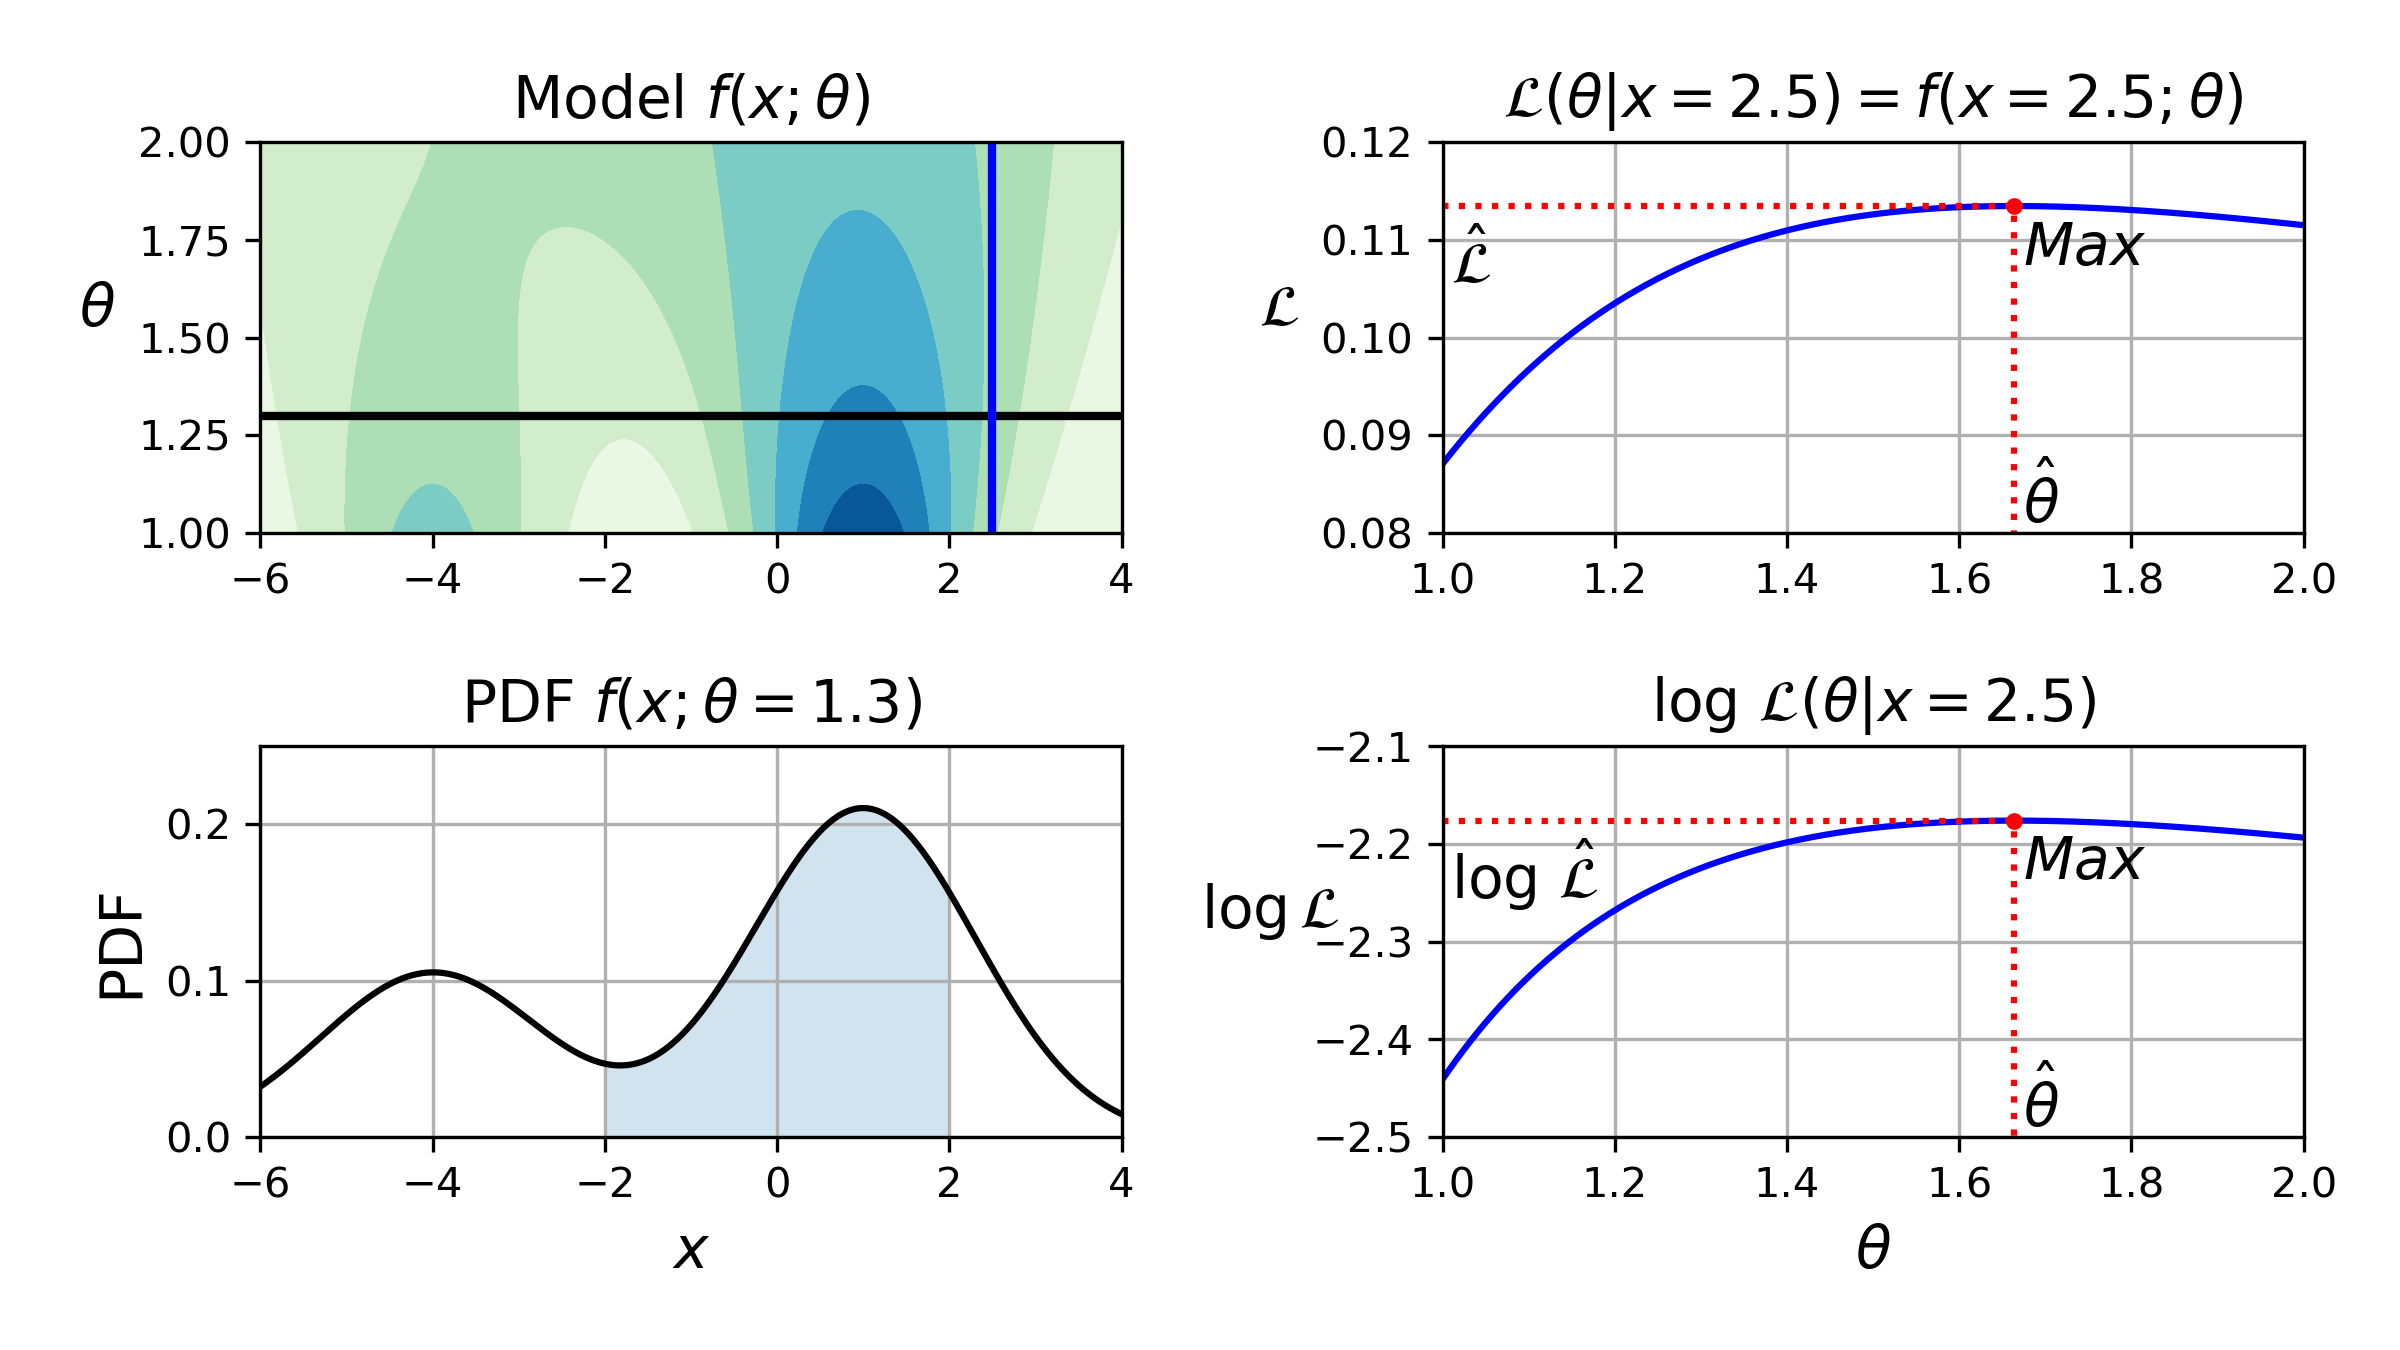 Model f(x; θ)
2.00
1.75
1.50
1.25
1.00
θ
−6 −4 −2 0 2 4
ℒ(θ|x = 2.5) = f(x = 2.5; θ)
0.12
0.11
0.10
0.09
0.08
ℒ
ℒ̂
Max
θ̂
1.0 1.2 1.4 1.6 1.8 2.0
PDF f(x; θ = 1.3)
0.2
0.1
0.0
PDF
−6 −4 −2 0 2 4
x
log ℒ(θ|x = 2.5)
−2.1
−2.2
−2.3
−2.4
−2.5
log ℒ
log ℒ̂
Max
θ̂
1.0 1.2 1.4 1.6 1.8 2.0
θ